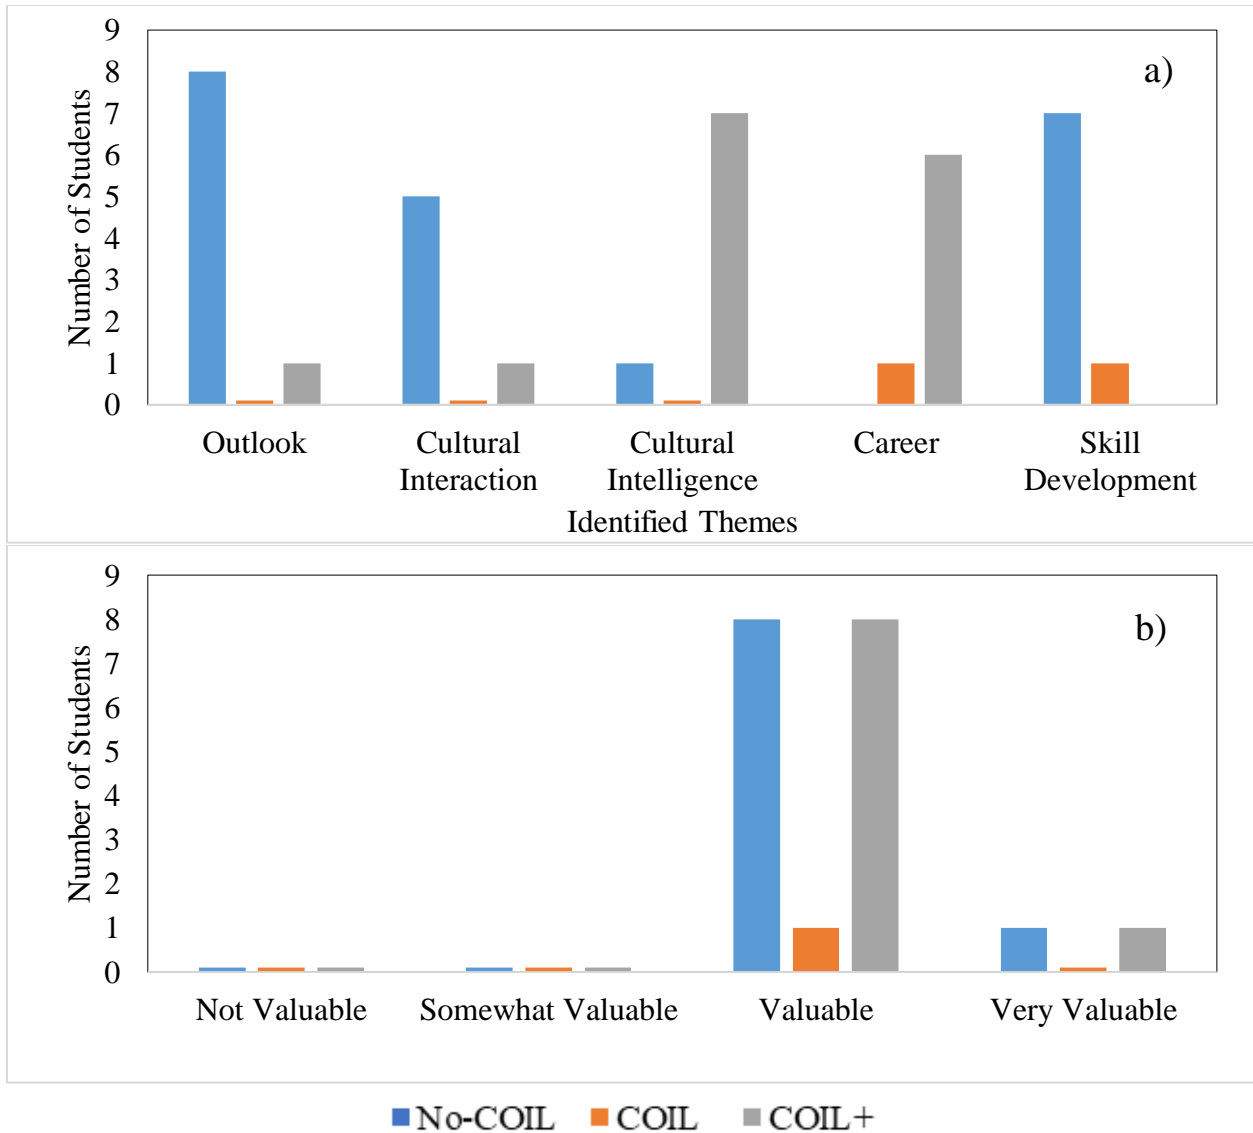 a)
Number of Students
9
8
7
6
5
4
3
2
1
0
Outlook
Cultural Interaction
Cultural Intelligence
Career
Skill Development
Identified Themes
b)
Number of Students
9
8
7
6
5
4
3
2
1
0
Not Valuable
Somewhat Valuable
Valuable
Very Valuable
No-COIL COIL COIL+